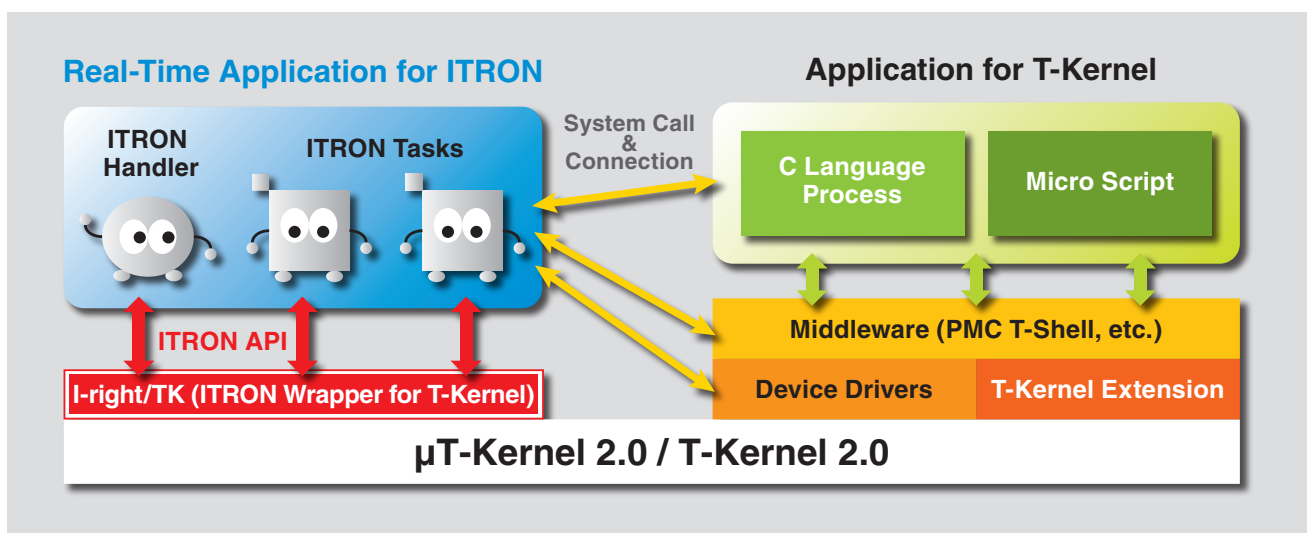 Real-Time Application for ITRON
Application for T-Kernel
ITRON
Handler
ITRON Tasks
System Call
&
Connection
C Language
Process
Micro Script
ITRON API
Middleware (PMC T-Shell, etc.)
I-right/TK (ITRON Wrapper for T-Kernel)
Device Drivers
T-Kernel Extension
µT-Kernel 2.0 / T-Kernel 2.0